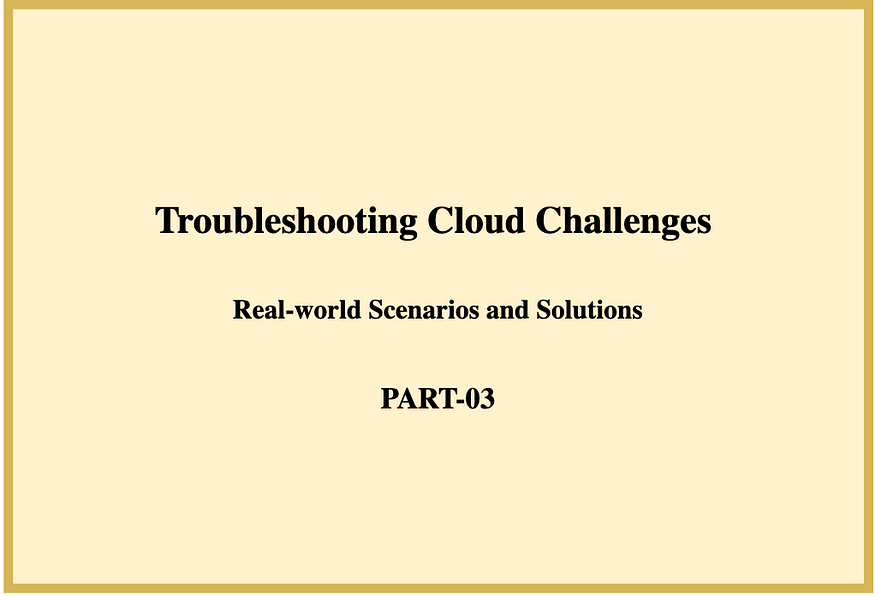 Troubleshooting Cloud Challenges
Real-world Scenarios and Solutions
PART-03